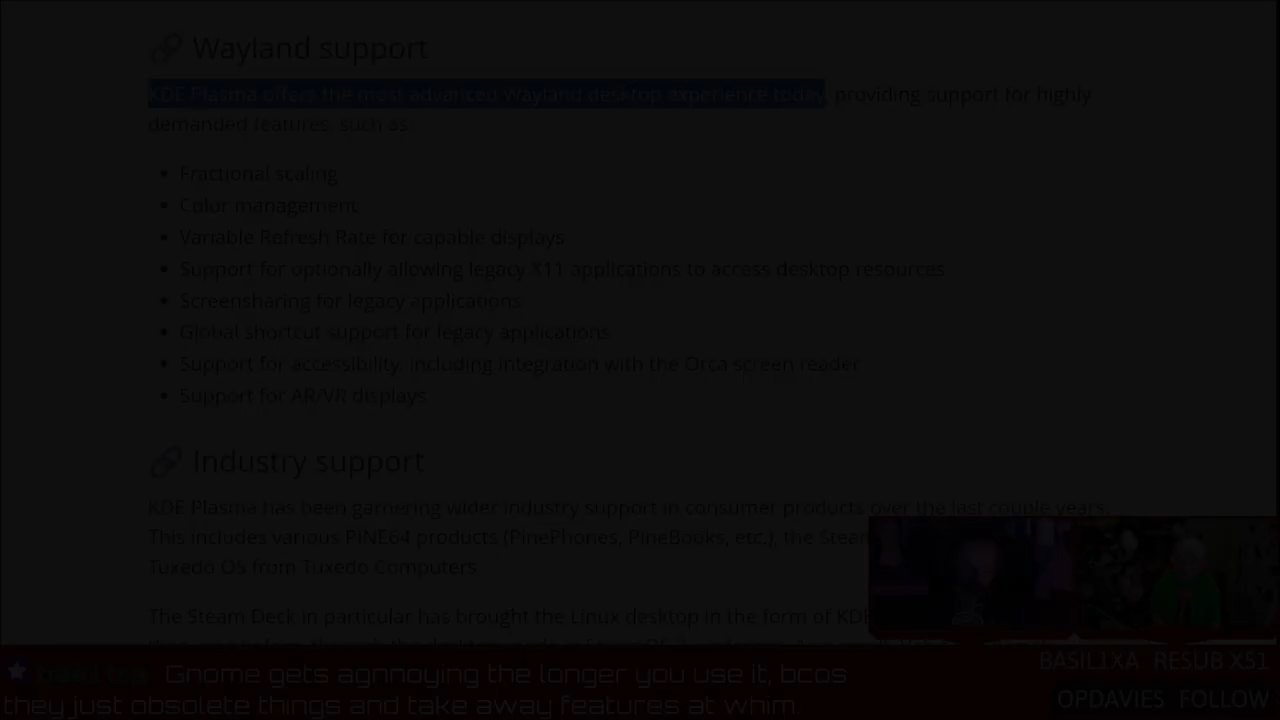 Wayland support
KDE Plasma offers the most advanced Wayland desktop experience today, providing support for highly
demanded features, such as:
Fractional scaling
Color management
Variable Refresh Rate for capable displays
Support for optionally allowing legacy X11 applications to access desktop resources
Screensharing for legacy applications
Global shortcut support for legacy applications
Support for accessibility, including integration with the Orca screen reader
Support for AR/VR displays
Industry support
KDE Plasma has been garnering wider industry support in consumer products over the last couple years.
This includes various PINE64 products (PinePhones, PineBooks, etc.), the Steam
Tuxedo OS from Tuxedo Computers.
The Steam Deck in particular has brought the Linux desktop in the form of KDE
Gnome gets agnnoying the longer you use it, bcos
they just obsolete things and take away features at whim.
BASIL1XA RESUB X51
OPDAVIES FOLLOW